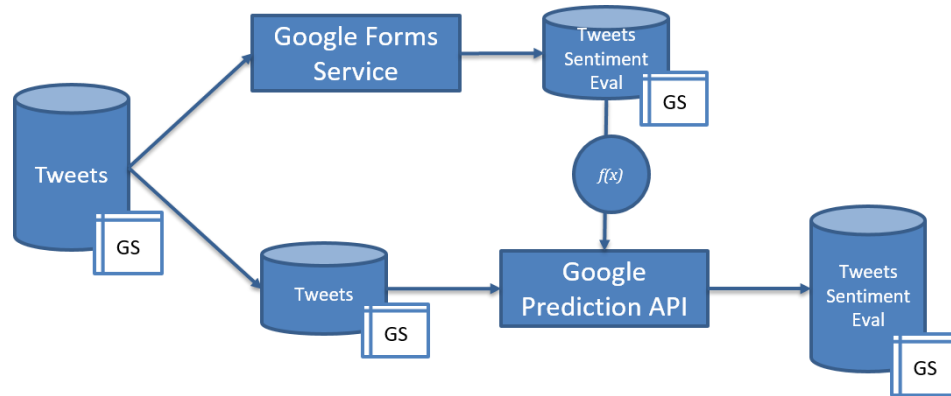 Google Forms
Service
Tweets
Sentiment
Eval
GS
Tweets
GS
f(x)
Tweets
GS
Google
Prediction API
Tweets
Sentiment
Eval
GS